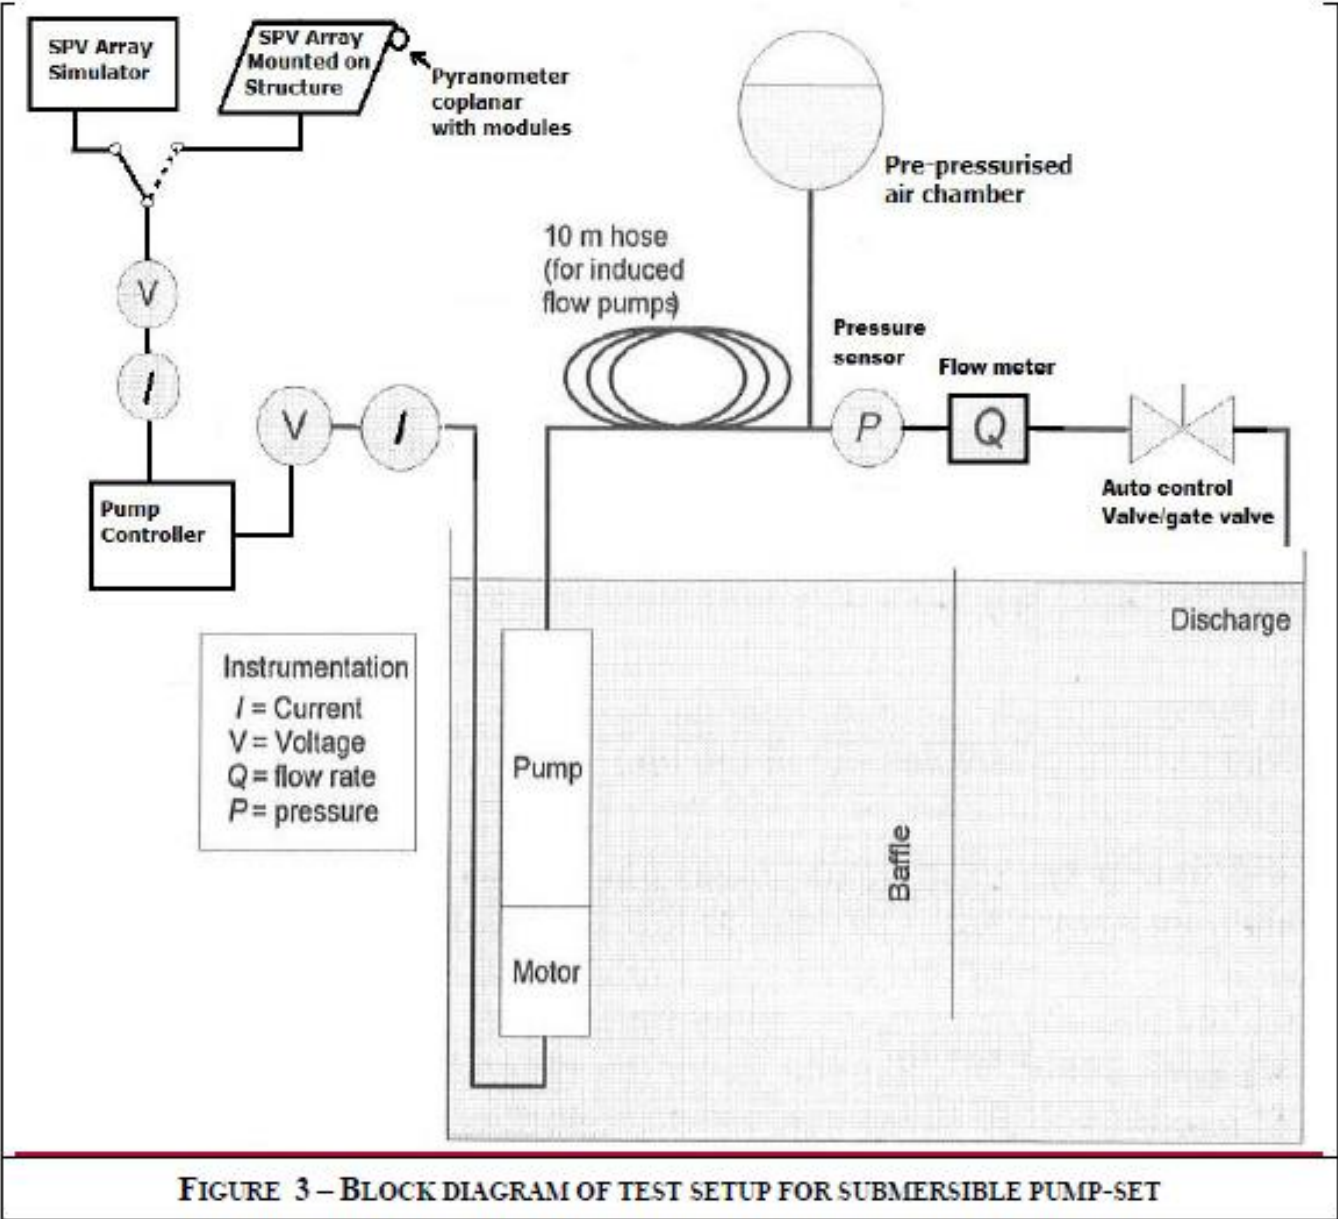 SPV Array
Simulator
SPV Array
Mounted on
Structure
Pyranometer
coplanar
with modules
Pre-pressurised
air chamber
10 m hose
(for induced
flow pumps)
Pressure
sensor
Flow meter
V
I
V
I
P
Q
Auto control
Valve/gate valve
Pump
Controller
Discharge
Instrumentation
I = Current
V = Voltage
Q = flow rate
P = pressure
Pump
Baffle
Motor
FIGURE 3 – BLOCK DIAGRAM OF TEST SETUP FOR SUBMERSIBLE PUMP-SET